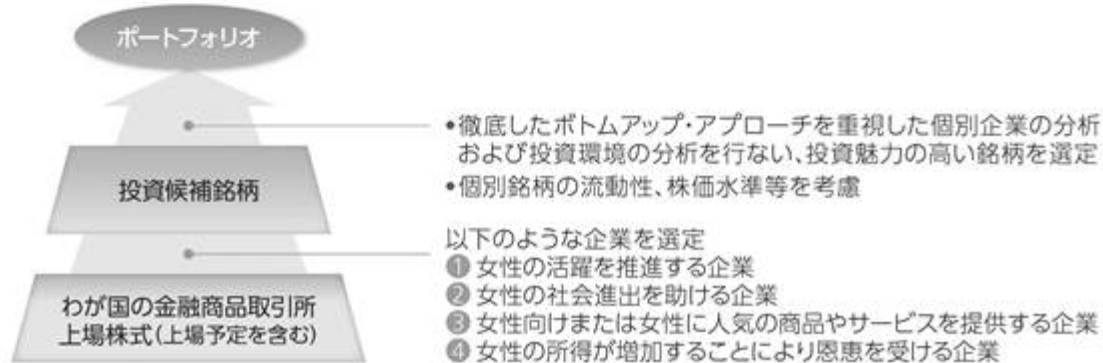 ポートフォリオ
•徹底したボトムアップ・アプローチを重視した個別企業の分析
および投資環境の分析を行ない、投資魅力の高い銘柄を選定
•個別銘柄の流動性、株価水準等を考慮
投資候補銘柄
以下のような企業を選定
❶ 女性の活躍を推進する企業
❷ 女性の社会進出を助ける企業
❸ 女性向けまたは女性に人気の商品やサービスを提供する企業
❹ 女性の所得が増加することにより恩恵を受ける企業
わが国の金融商品取引所
上場株式(上場予定を含む)